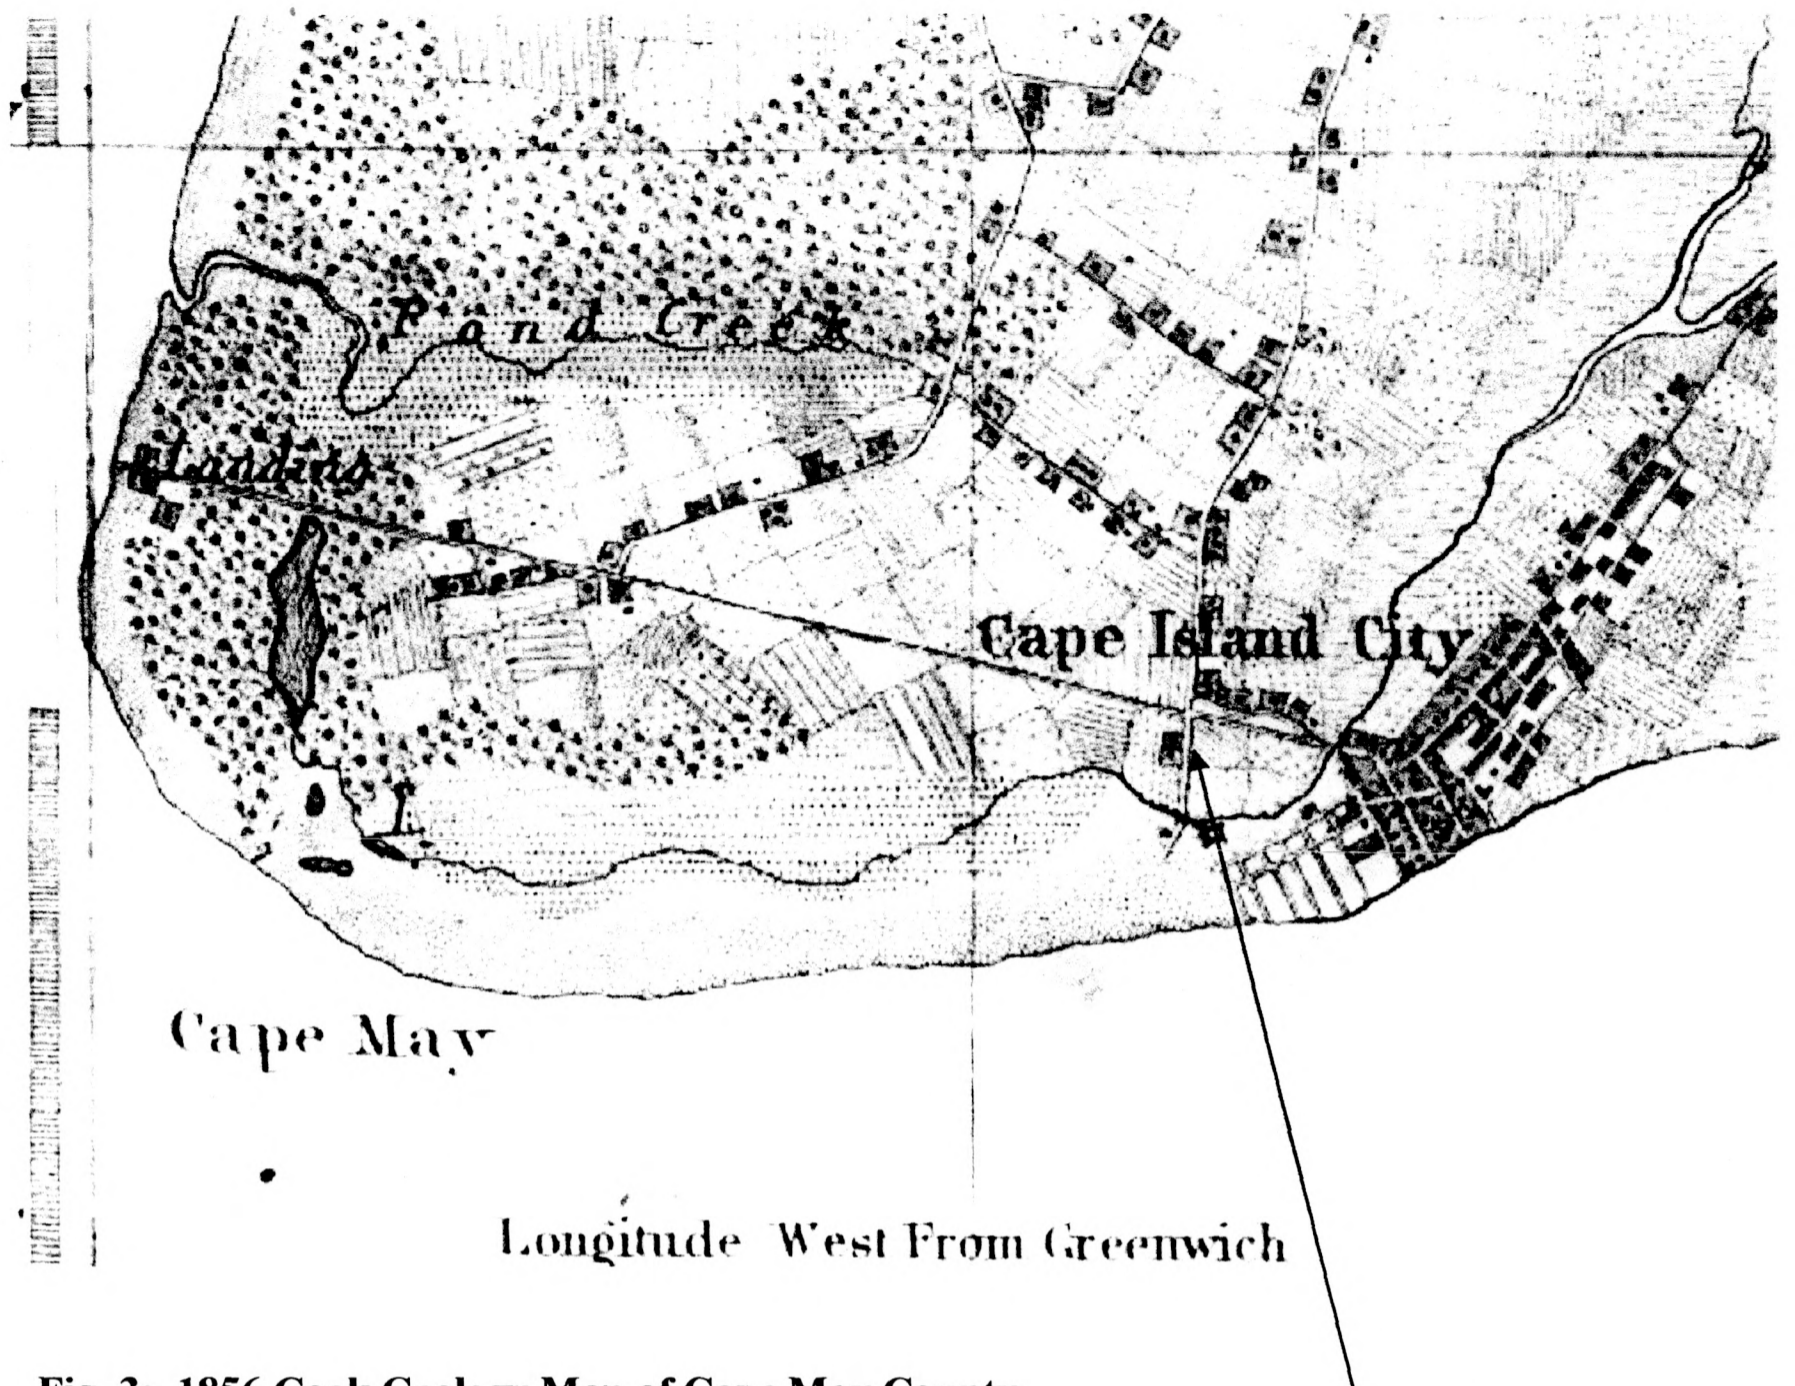 Pond Creek
Landing
Cape Island City
Cape May
Longitude West From Greenwich